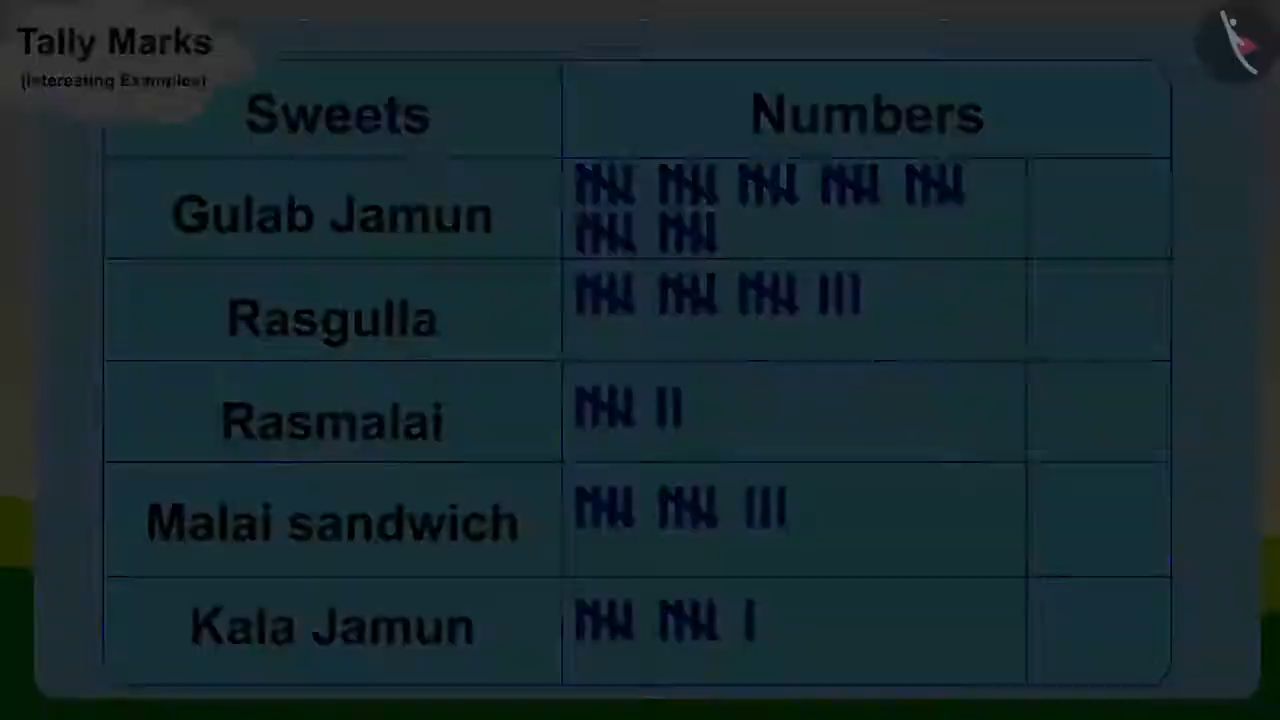 Tally Marks
(Interesting Examples)
Sweets Numbers
Gulab Jamun
Rasgulla
Rasmalai
Malai sandwich
Kala Jamun